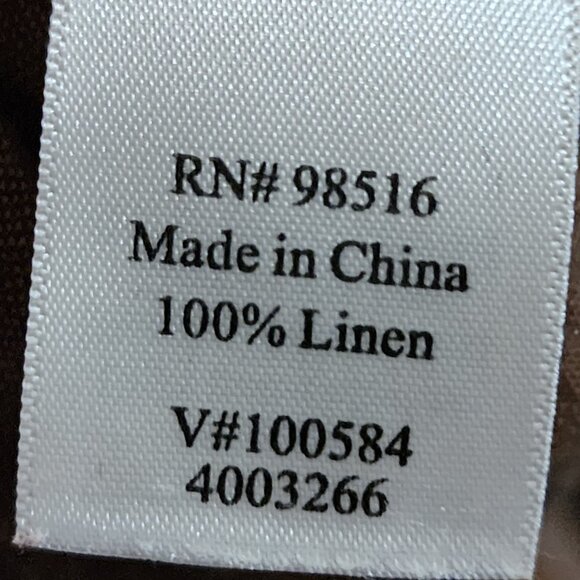 RN# 98516
Made in China
100% Linen
V#100584
4003266